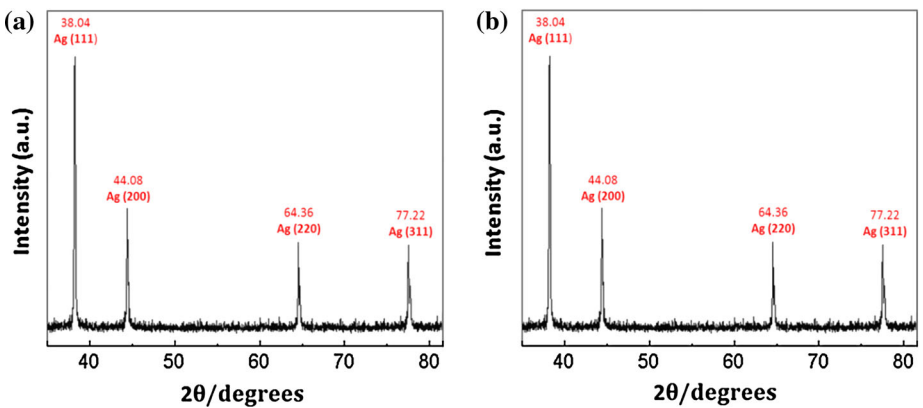 (a)
38.04
Ag (111)
44.08
Ag (200)
64.36
Ag (220)
77.22
Ag (311)
Intensity (a.u.)
40 50 60 70 80
2θ/degrees
(b)
38.04
Ag (111)
44.08
Ag (200)
64.36
Ag (220)
77.22
Ag (311)
Intensity (a.u.)
40 50 60 70 80
2θ/degrees